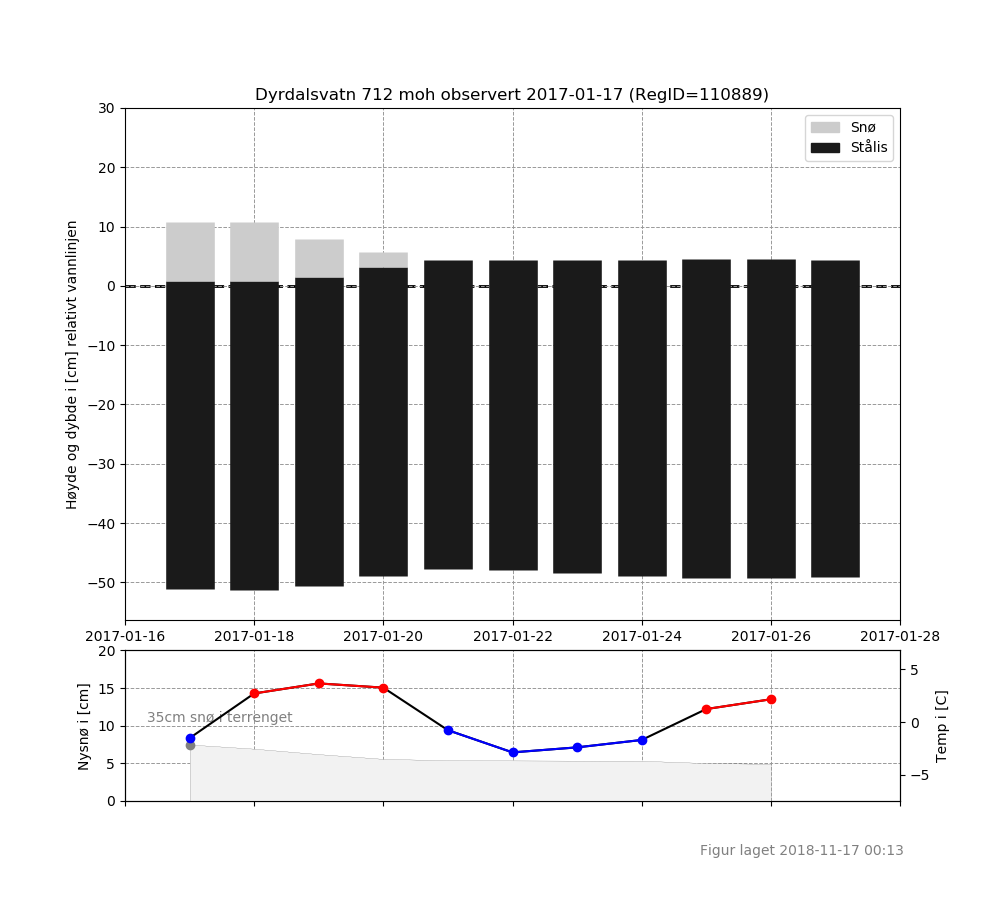 Dyrdalsvatn 712 moh observert 2017-01-17 (RegID=110889)
30
20
10
0
−10
−20
−30
−40
−50
Høyde og dybde i [cm] relativt vannlinjen
Snø
Stålis
2017-01-16 2017-01-18 2017-01-20 2017-01-22 2017-01-24 2017-01-26 2017-01-28
20
15
10
5
0
Nysnø i [cm]
35cm snø i terrenget
5
0
−5
Temp i [C]
Figur laget 2018-11-17 00:13